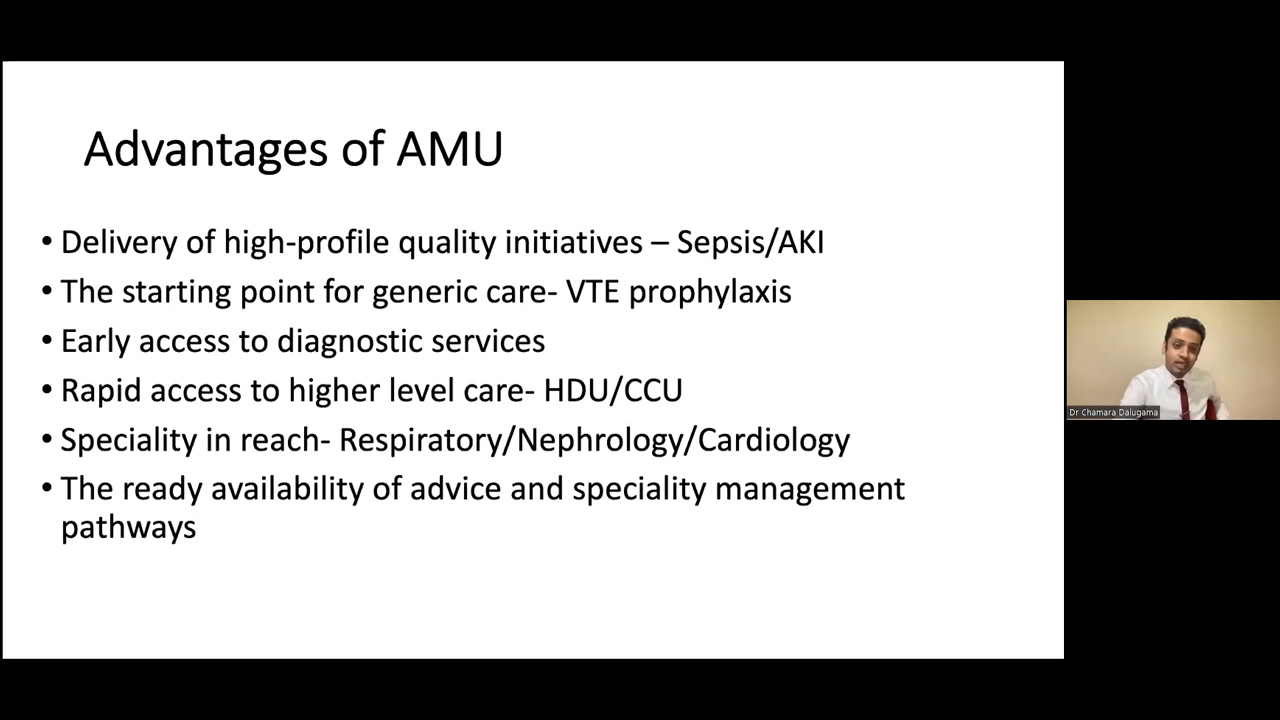 Advantages of AMU
• Delivery of high-profile quality initiatives – Sepsis/AKI
• The starting point for generic care- VTE prophylaxis
• Early access to diagnostic services
• Rapid access to higher level care- HDU/CCU
• Speciality in reach- Respiratory/Nephrology/Cardiology
• The ready availability of advice and speciality management
pathways
Dr Chamara Dalugama